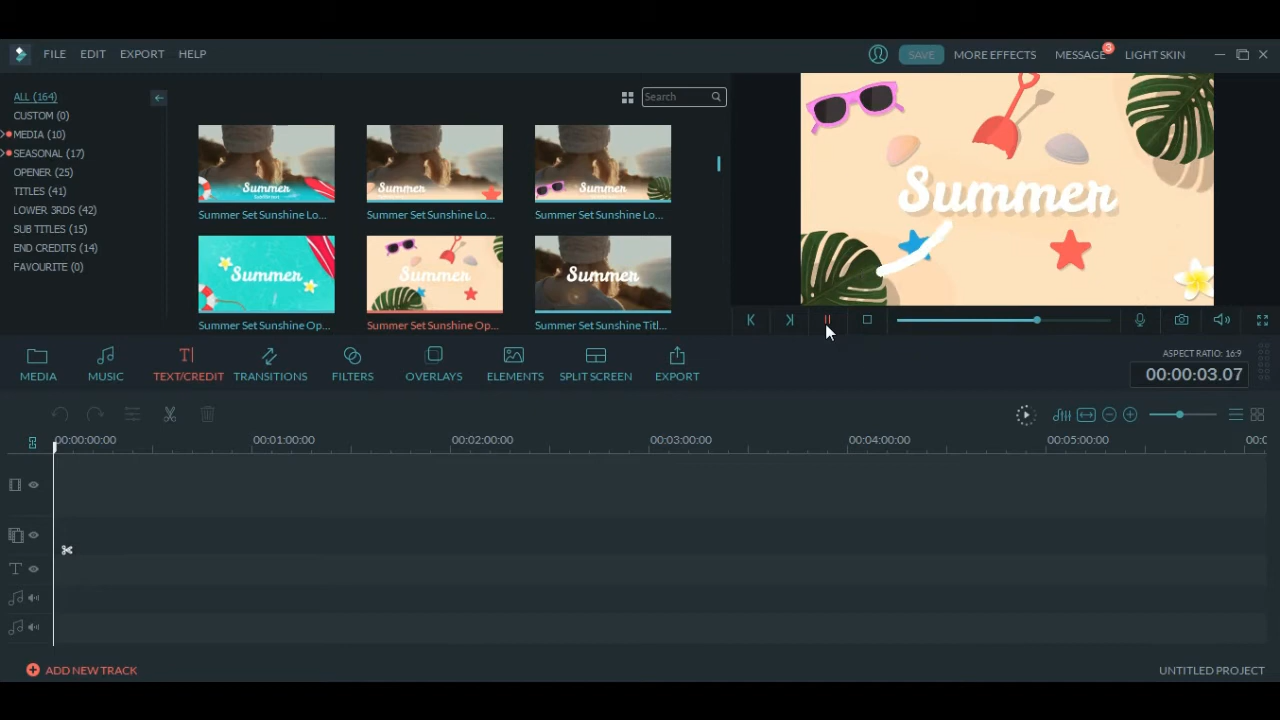 FILE EDIT EXPORT HELP SAVE MORE EFFECTS MESSAGE 3 LIGHT SKIN
ALL (164)
CUSTOM (0)
MEDIA (10)
SEASONAL (17)
OPENER (25)
TITLES (41)
LOWER 3RDS (42)
SUB TITLES (15)
END CREDITS (14)
FAVOURITE (0)
Search
Summer
Summer
Summer
Summer Set Sunshine Lo...
Summer Set Sunshine Lo...
Summer Set Sunshine Lo...
Summer
Summer
Summer
Summer Set Sunshine Op...
Summer Set Sunshine Op...
Summer Set Sunshine Titl...
Summer
MEDIA MUSIC TEXT/CREDIT TRANSITIONS FILTERS OVERLAYS ELEMENTS SPLIT SCREEN EXPORT
ASPECT RATIO: 16:9
00:00:03.07
00:00:00:00 00:01:00:00 00:02:00:00 00:03:00:00 00:04:00:00 00:05:00:00 00:0
ADD NEW TRACK
UNTITLED PROJECT